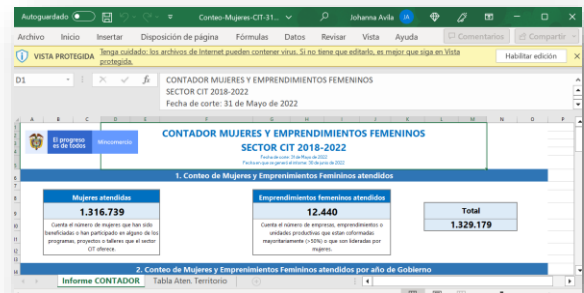 Autoguardado Conteo-Mujeres-CIT-31... Johanna Avila JA
Archivo Inicio Insertar Disposición de página Fórmulas Datos Revisar Vista Ayuda Comentarios Compartir
VISTA PROTEGIDA Tenga cuidado: los archivos de Internet pueden contener virus. Si no tiene que editarlo, es mejor que siga en Vista protegida. Habilitar edición
D1 fx CONTADOR MUJERES Y EMPRENDIMIENTOS FEMENINOS
SECTOR CIT 2018-2022
Fecha de corte: 31 de Mayo de 2022
El progreso es de todos Mincomercio
CONTADOR MUJERES Y EMPRENDIMIENTOS FEMENINOS
SECTOR CIT 2018-2022
Fecha de corte: 31 de Mayo de 2022
1. Conteo de Mujeres y Emprendimientos Femininos atendidos
Mujeres atendidas
1.316.739
Cuenta el número de mujeres que han sido
beneficiadas o han participado en alguno de los
programas, proyectos o talleres que el sector
CIT ofrece.
Emprendimientos femeninos atendidos
12.440
Cuenta el número de empresas, emprendimientos o
unidades productivas que estan coformadas
mayoritariamente (>50%) o que son lideradas por
mujeres.
Total
1.329.179
2. Conteo de Mujeres y Emprenimientos Femininos atendidos por año de Gobierno
Informe CONTADOR Tabla Aten. Territorio